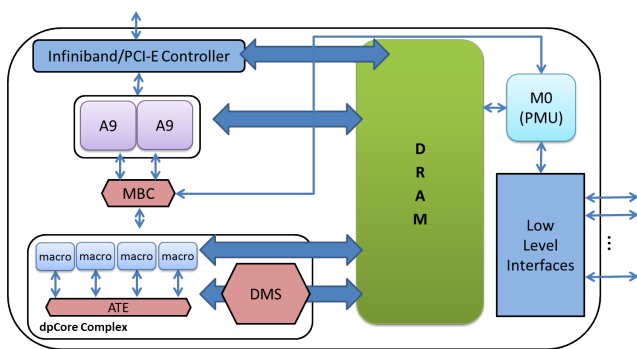 Infiniband/PCI-E Controller
A9
A9
MBC
macro
macro
macro
macro
ATE
dpCore Complex
DMS
D
R
A
M
M0
(PMU)
Low
Level
Interfaces
...